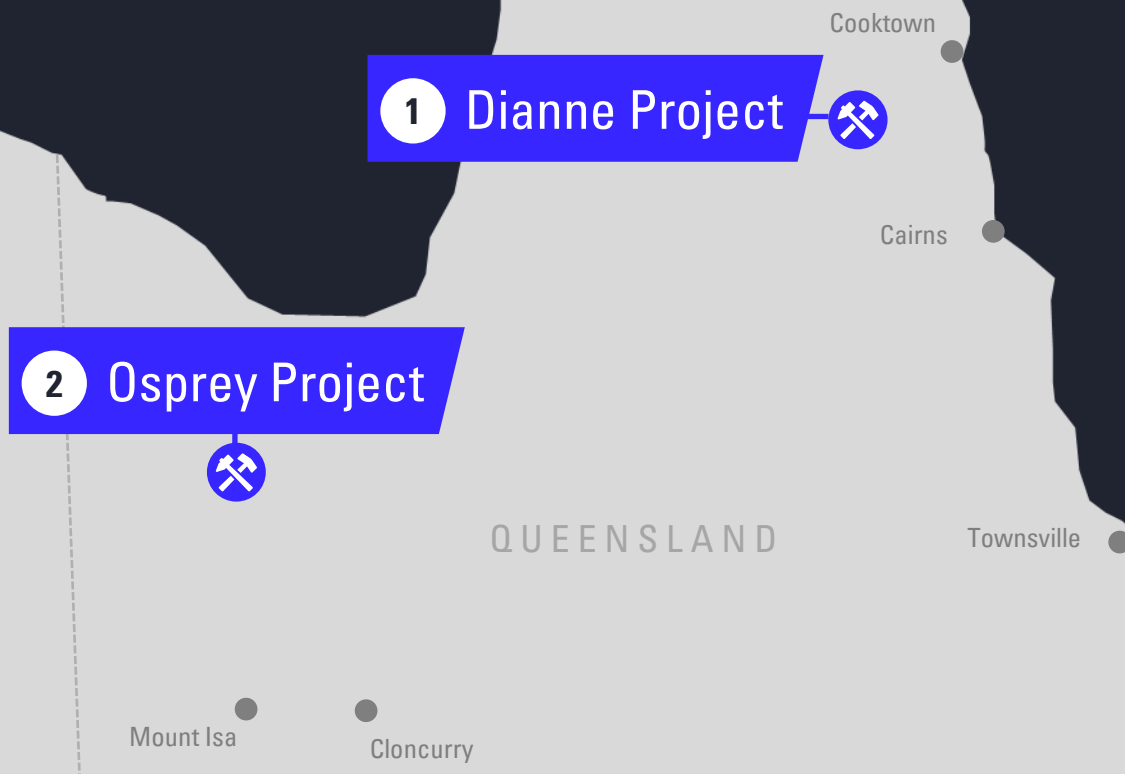 Cooktown
1 Dianne Project
Cairns
2 Osprey Project
QUEENSLAND
Townsville
Mount Isa
Cloncurry